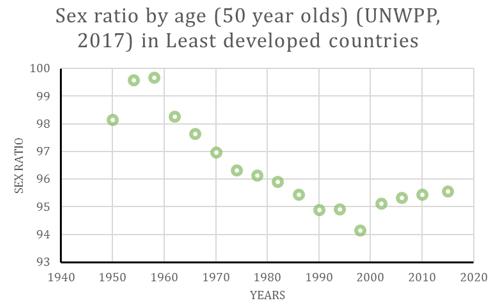 Sex ratio by age (50 year olds) (UNWPP,
2017) in Least developed countries
100
99
98
97
96
95
94
93
SEX RATIO
1940 1950 1960 1970 1980 1990 2000 2010 2020
YEARS